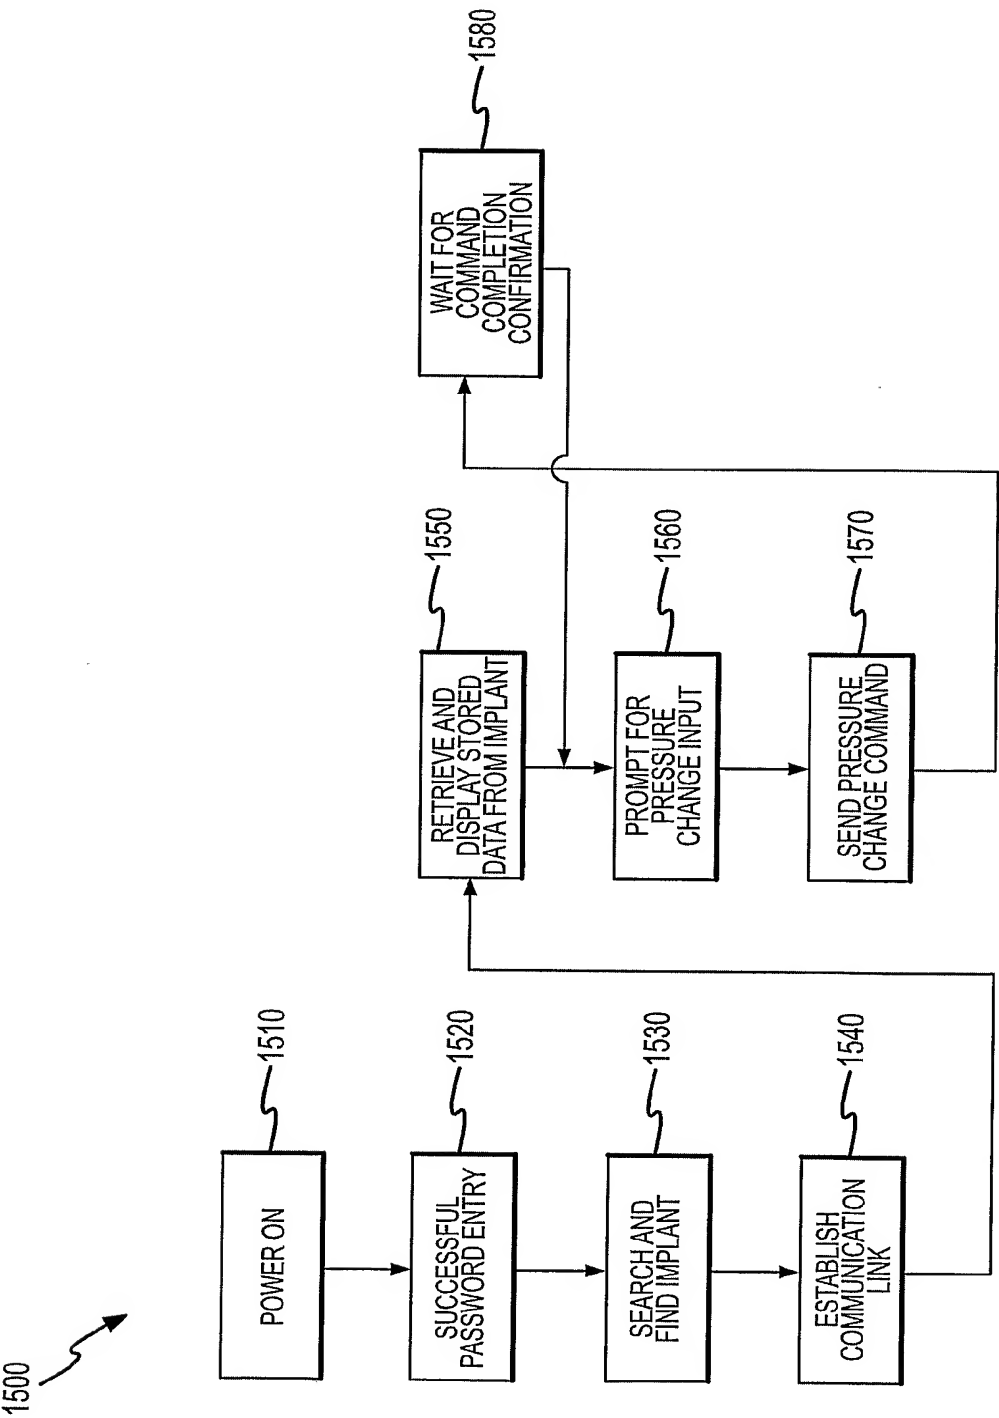 1500
POWER ON
1510
SUCCESSFUL
PASSWORD ENTRY
1520
SEARCH AND
FIND IMPLANT
1530
ESTABLISH
COMMUNICATION
LINK
1540
RETRIEVE AND
DISPLAY STORED
DATA FROM IMPLANT
1550
PROMPT FOR
PRESSURE
CHANGE INPUT
1560
SEND PRESSURE
CHANGE COMMAND
1570
WAIT FOR
COMMAND
COMPLETION
CONFIRMATION
1580